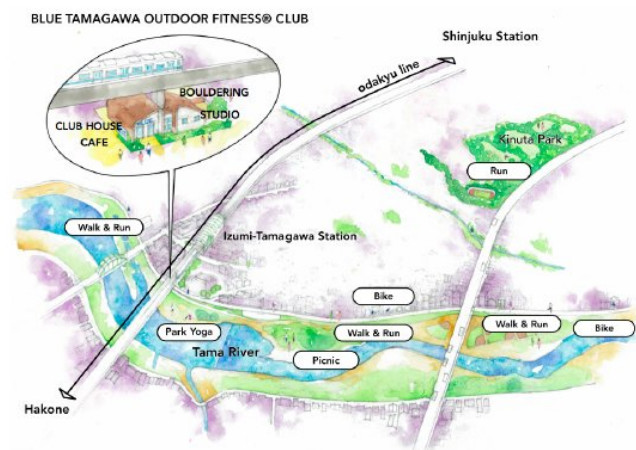 BLUE TAMAGAWA OUTDOOR FITNESS® CLUB
Shinjuku Station
odakyu line
BOULDERING
STUDIO
CLUB HOUSE
CAFE
Kinuta Park
Run
Walk & Run
Izumi-Tamagawa Station
Bike
Park Yoga
Walk & Run
Walk & Run
Bike
Tama River
Picnic
Hakone